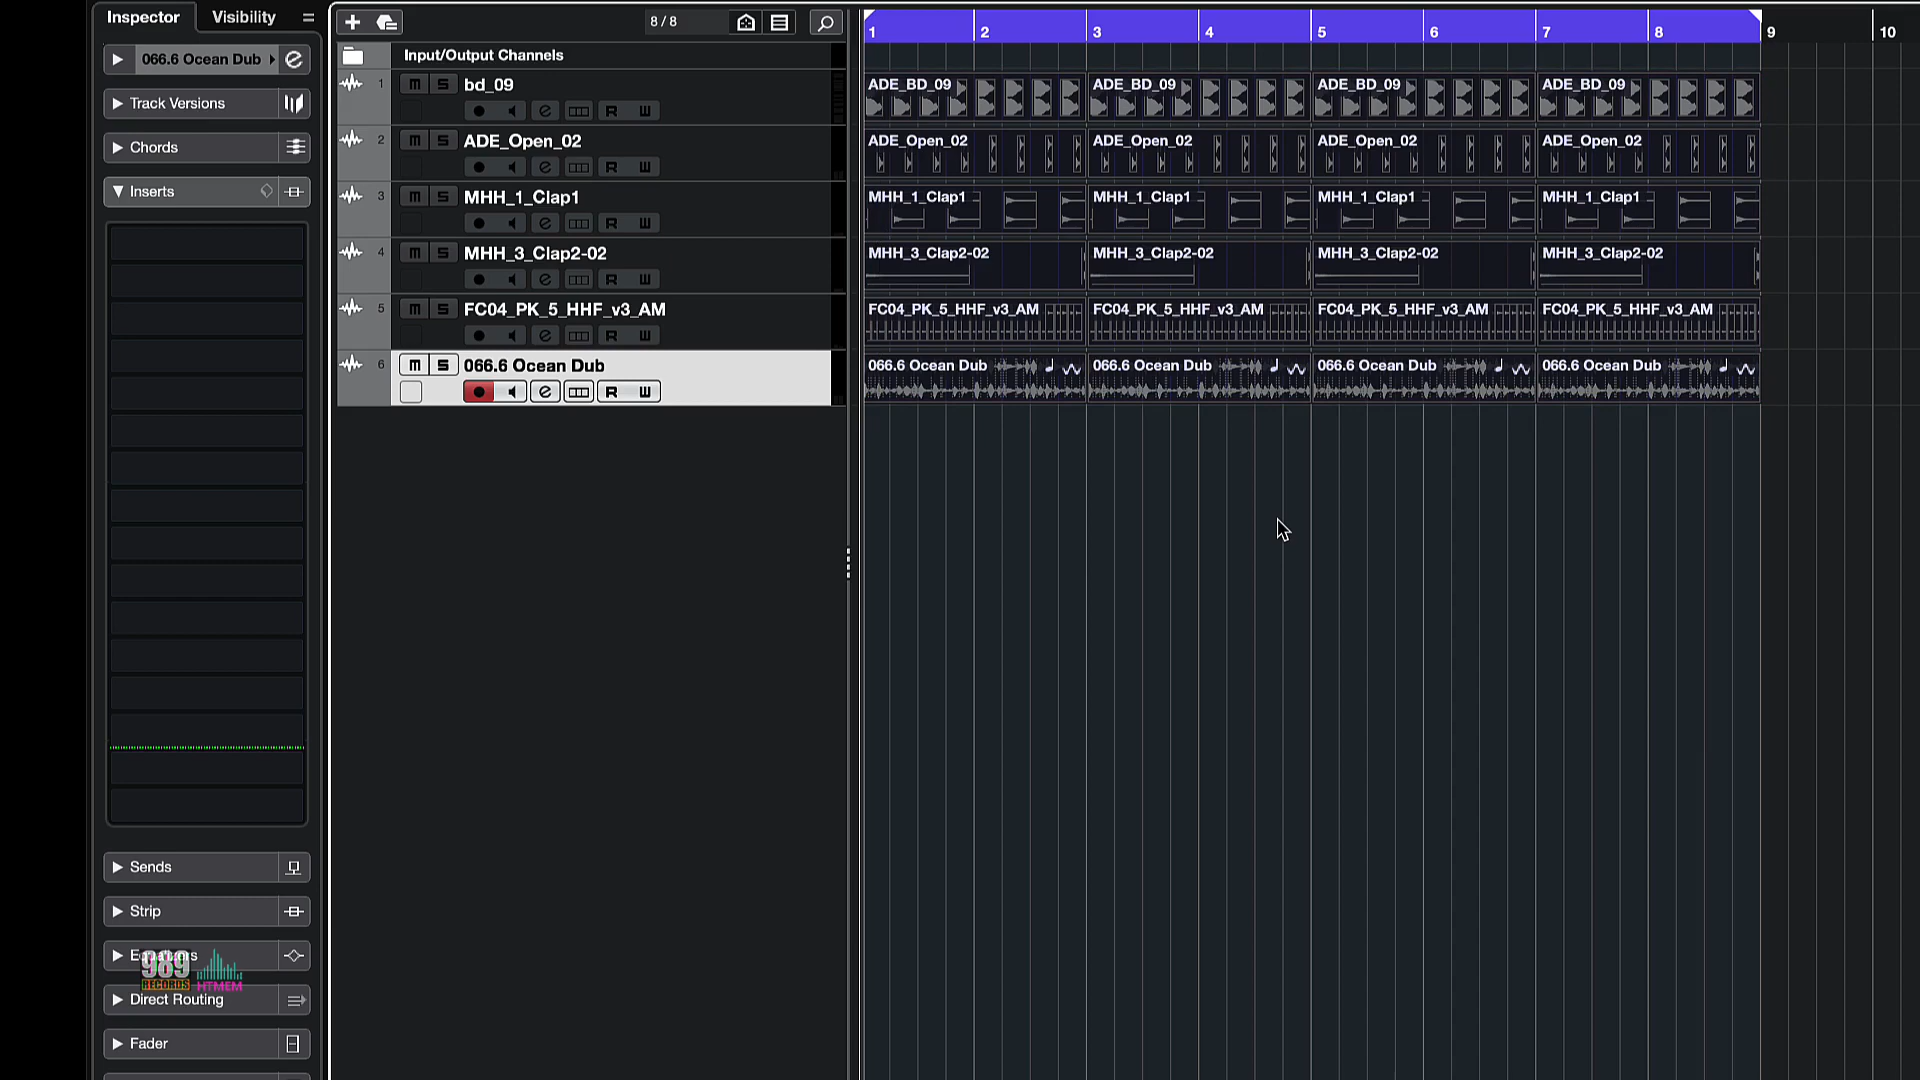 Inspector Visibility
8 / 8
1 2 3 4 5 6 7 8 9 10
066.6 Ocean Dub
Input/Output Channels
1 M S bd_09
R W
ADE_BD_09 ADE_BD_09 ADE_BD_09 ADE_BD_09
Track Versions
2 M S ADE_Open_02
R W
ADE_Open_02 ADE_Open_02 ADE_Open_02 ADE_Open_02
Chords
Inserts
3 M S MHH_1_Clap1
R W
MHH_1_Clap1 MHH_1_Clap1 MHH_1_Clap1 MHH_1_Clap1
4 M S MHH_3_Clap2-02
R W
MHH_3_Clap2-02 MHH_3_Clap2-02 MHH_3_Clap2-02 MHH_3_Clap2-02
5 M S FC04_PK_5_HHF_v3_AM
R W
FC04_PK_5_HHF_v3_AM FC04_PK_5_HHF_v3_AM FC04_PK_5_HHF_v3_AM FC04_PK_5_HHF_v3_AM
6 M S 066.6 Ocean Dub
R W
066.6 Ocean Dub 066.6 Ocean Dub 066.6 Ocean Dub 066.6 Ocean Dub
Sends
Strip
Equalizers
989
RECORDS HTMEM
Direct Routing
Fader